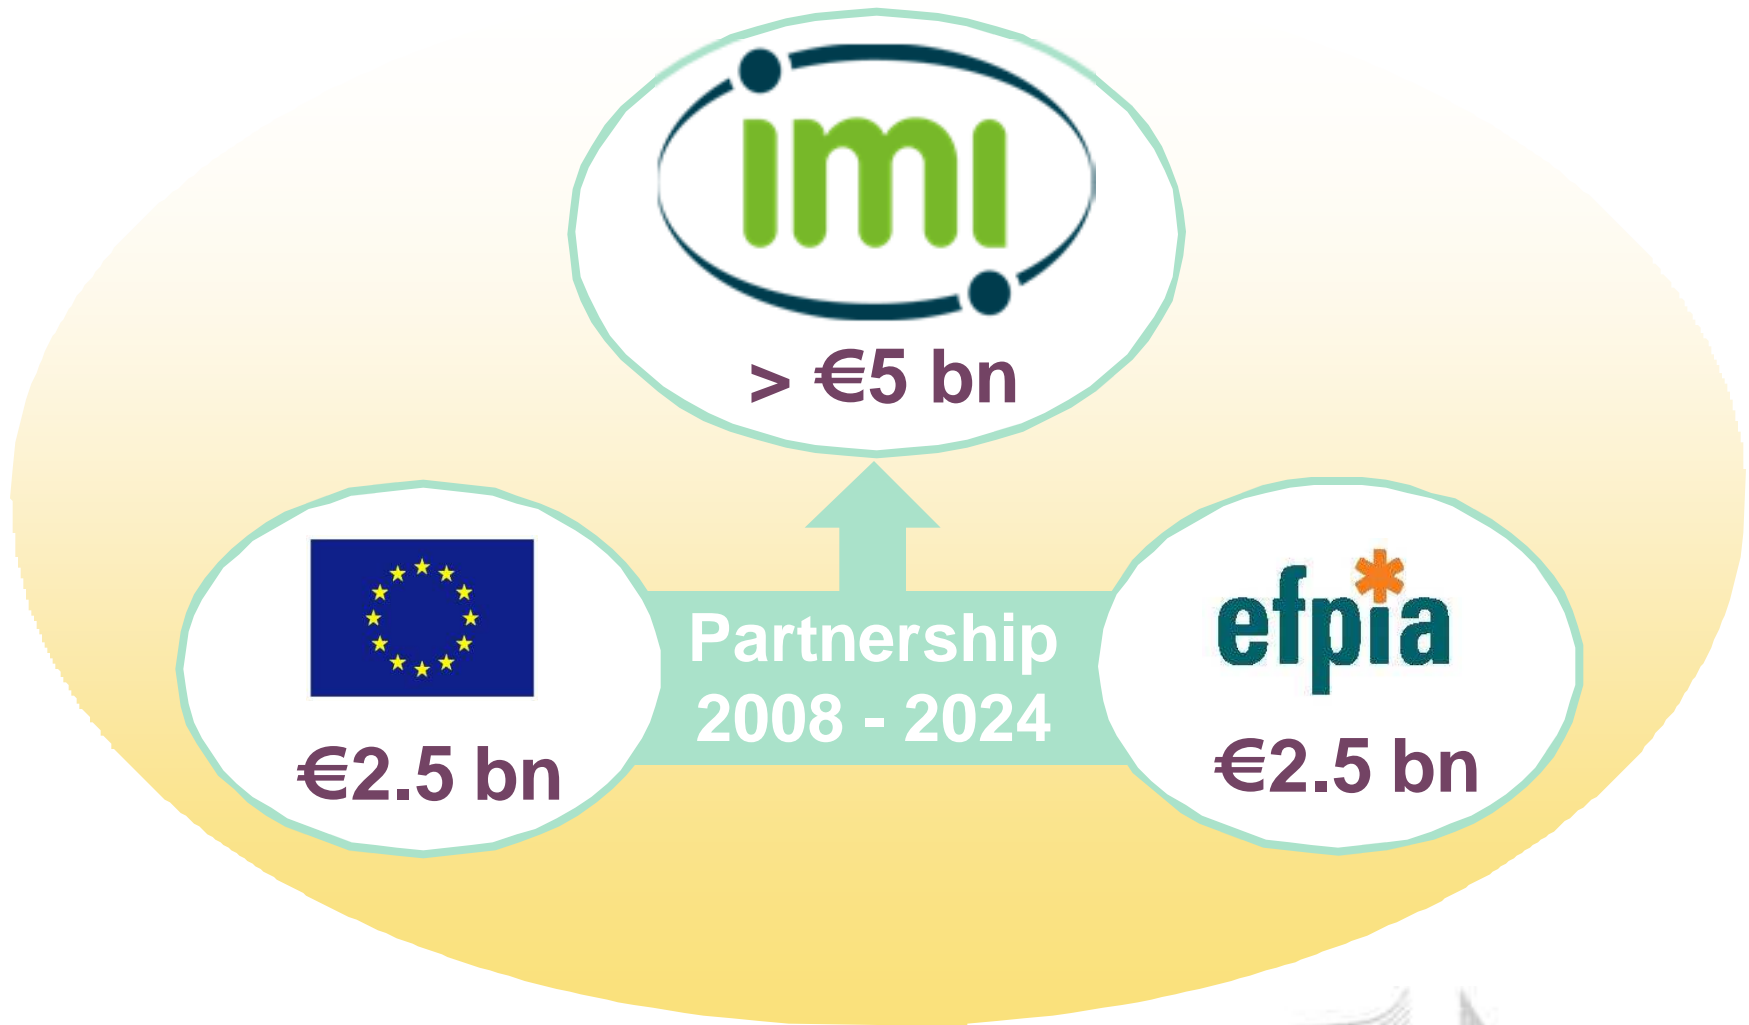 imi
> €5 bn
Partnership
2008 - 2024
€2.5 bn
efpia
€2.5 bn